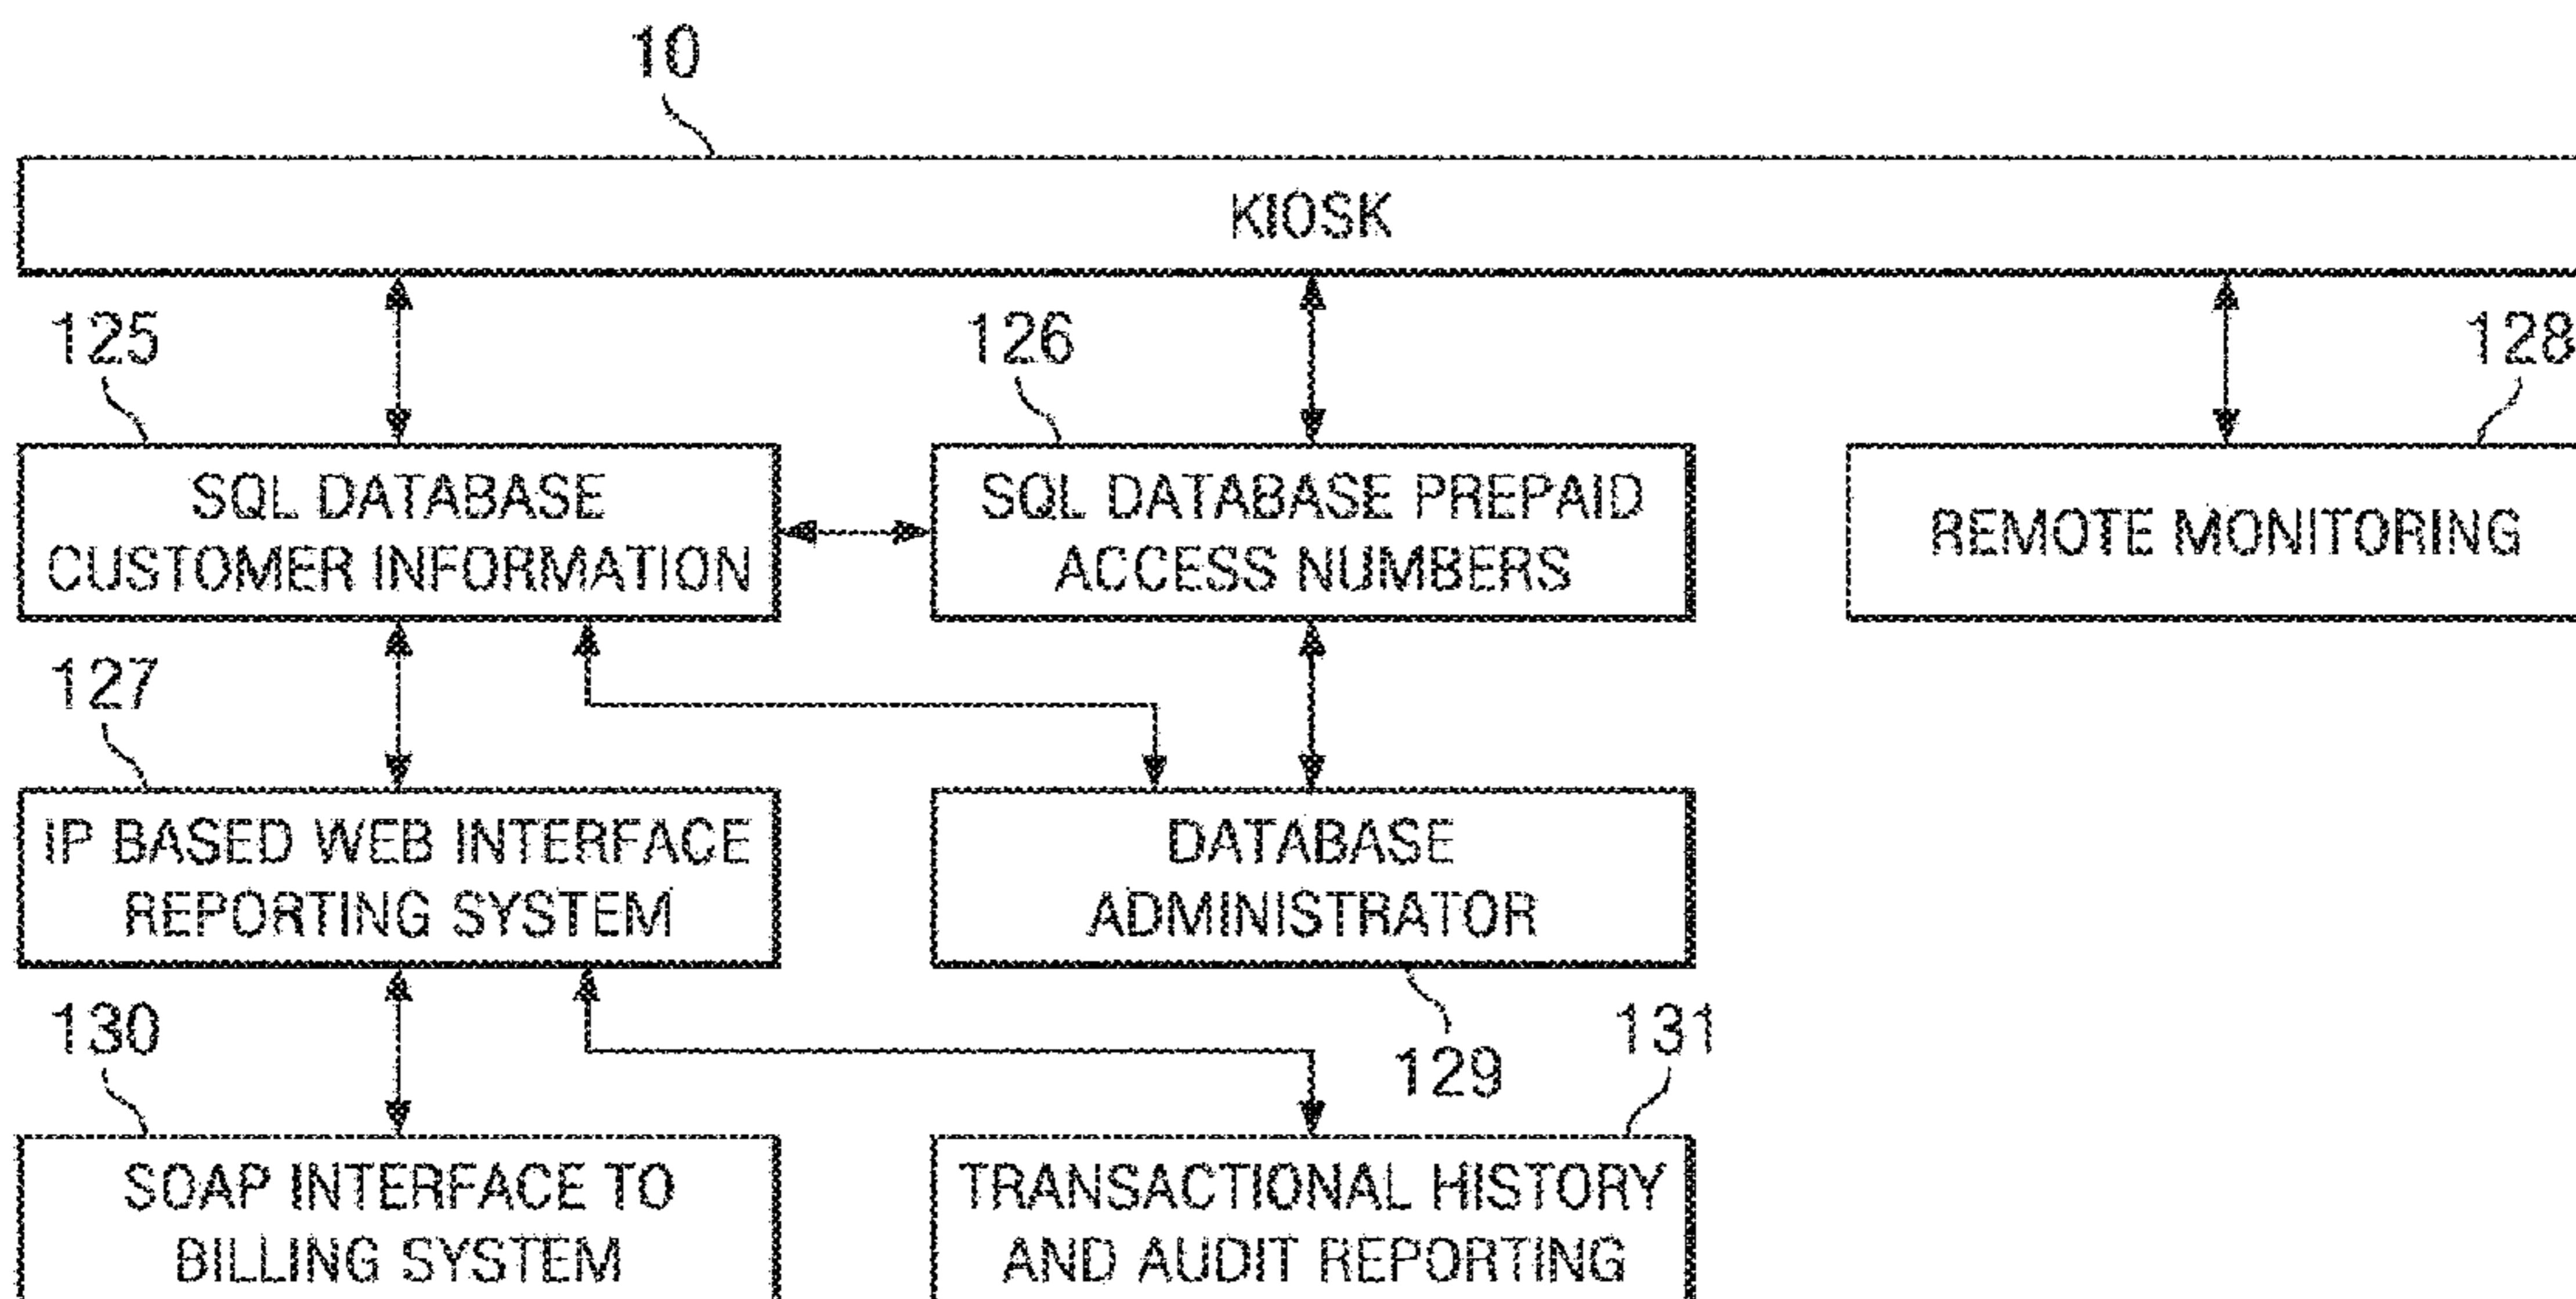 10
KIOSK
125
126
128
SQL DATABASE
CUSTOMER INFORMATION
SQL DATABASE PREPAID
ACCESS NUMBERS
REMOTE MONITORING
127
IP BASED WEB INTERFACE
REPORTING SYSTEM
DATABASE
ADMINISTRATOR
130
129
131
SOAP INTERFACE TO
BILLING SYSTEM
TRANSACTIONAL HISTORY
AND AUDIT REPORTING